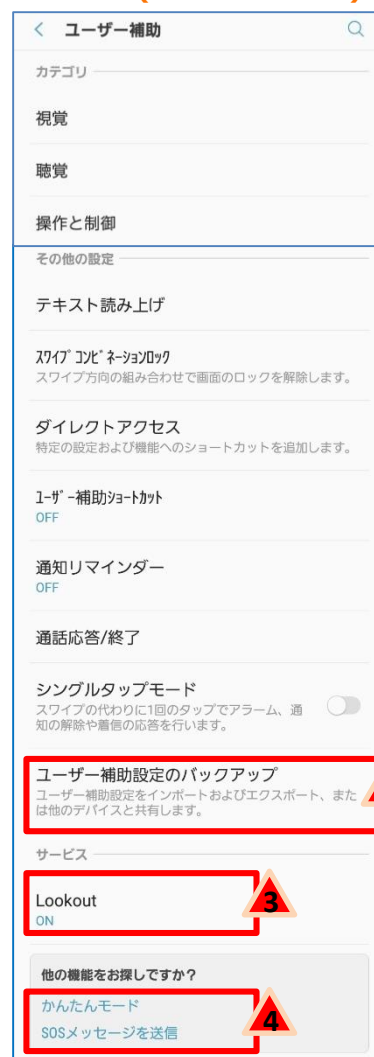 ユーザー補助
カテゴリ
視覚
聴覚
操作と制御
その他の設定
テキスト読み上げ
ｽﾜｲﾌﾟ ｺﾝﾋﾞﾈｰｼｮﾝﾛｯｸ
スワイプ方向の組み合わせで画面のロックを解除します。
ダイレクトアクセス
特定の設定および機能へのショートカットを追加します。
ﾕｰｻﾞｰ補助ｼｮｰﾄｶｯﾄ
OFF
通知リマインダー
OFF
通話応答/終了
シングルタップモード
スワイプの代わりに1回のタップでアラーム、通
知の解除や着信の応答を行います。
ユーザー補助設定のバックアップ
ユーザー補助設定をインポートおよびエクスポート、また
は他のデバイスと共有します。
サービス
Lookout
ON
3
他の機能をお探しですか？
かんたんモード
SOSメッセージを送信
4